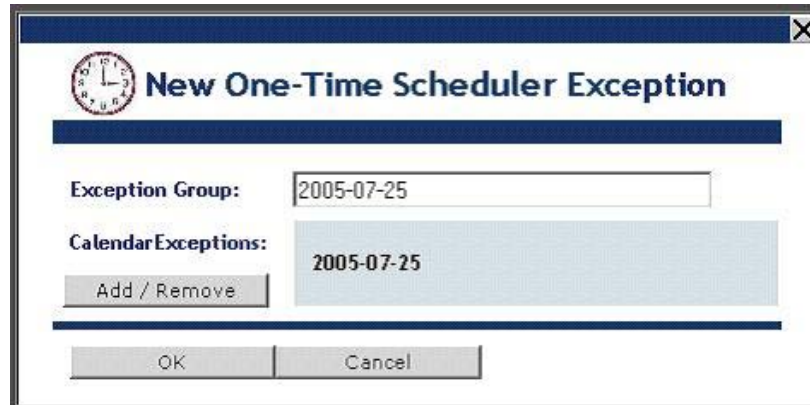 New One-Time Scheduler Exception
Exception Group:
2005-07-25
CalendarExceptions:
2005-07-25
Add / Remove
OK
Cancel